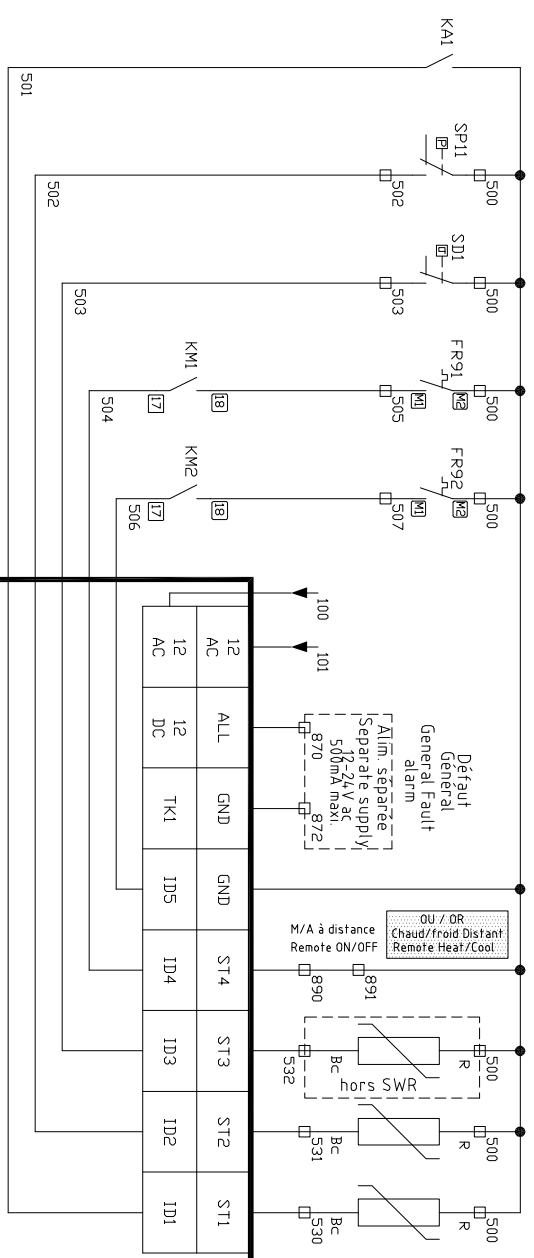 KA1
501
SP11
P
500
502
502
SD1
500
503
503
FR91
500
M2
M1
505
KM1
18
17
504
FR92
500
M2
M1
507
KM2
18
17
506
100
101
Défaut
Général
General Fault
alarm
Alim. séparée
Separate supply
12-24V ac
500mA maxi.
870
872
OU / OR
Chaud/froid Distant
Remote Heat/Cool
M/A à distance
Remote ON/OFF
891
890
500
R
Bc
532
hors SWR
500
R
Bc
531
500
R
Bc
530
12
AC
ALL
GND
GND
ST4
ST3
ST2
ST1
12
AC
12
DC
TK1
ID5
ID4
ID3
ID2
ID1